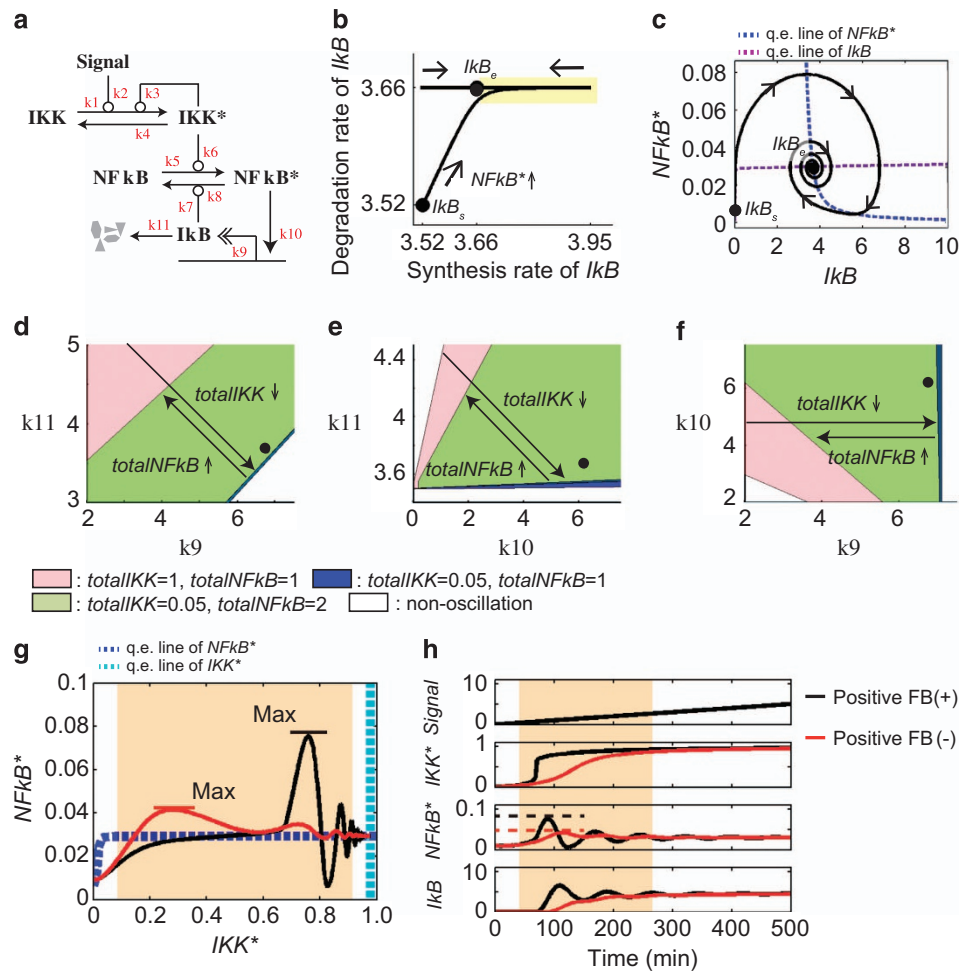 a
Signal
k1
k2
k3
IKK
IKK*
k4
k6
k5
NFkB
NFkB*
k8
k7
k11
IkB
k10
k9
b
Degradation rate of IkB
3.66
3.52
IkBe
NFkB*↑
IkBs
3.52 3.66 3.95
Synthesis rate of IkB
c
q.e. line of NFkB*
q.e. line of IkB
NFkB*
0.08
0.06
0.04
0.02
0
IkBe
IkBs
0 2 4 6 8 10
IkB
d
5
k11
4
3
totalIKK ↓
totalNFkB ↑
2 4 6
k9
e
4.4
k11
4
3.6
totalIKK ↓
totalNFkB ↑
2 4 6
k10
f
6
k10
4
2
totalIKK ↓
totalNFkB ↑
2 4 6
k9
: totalIKK=1, totalNFkB=1
: totalIKK=0.05, totalNFkB=1
: totalIKK=0.05, totalNFkB=2
: non-oscillation
g
q.e. line of NFkB*
q.e. line of IKK*
NFkB*
0.1
0.08
0.06
0.04
0.02
0
Max
Max
0 0.2 0.4 0.6 0.8 1.0
IKK*
h
Signal
10
0
IKK*
1
0
NFkB*
0.1
0
IkB
10
0
0 100 200 300 400 500
Time (min)
Positive FB(+)
Positive FB(-)